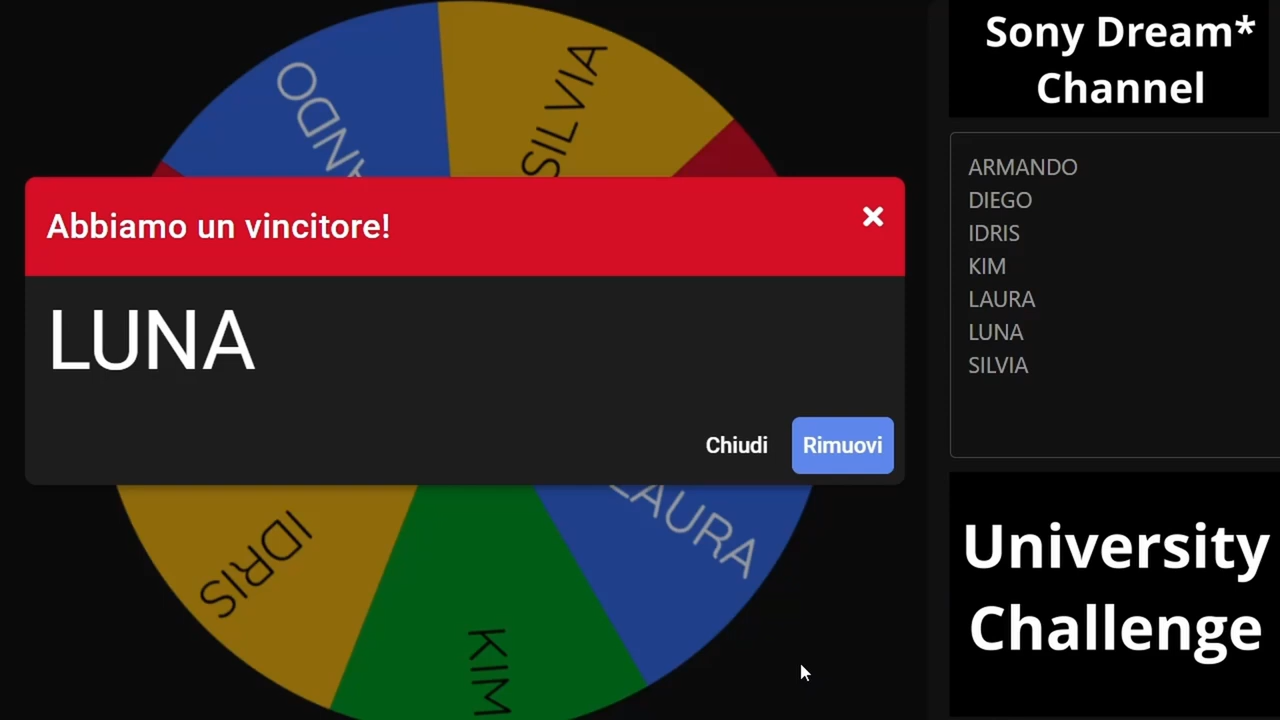 Sony Dream*
Channel
ANDO
SILVIA
Abbiamo un vincitore!
LUNA
Chiudi
Rimuovi
LAURA
IDRIS
KIM
ARMANDO
DIEGO
IDRIS
KIM
LAURA
LUNA
SILVIA
University
Challenge